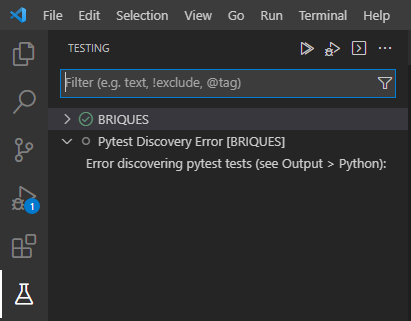 File Edit Selection View Go Run Terminal Help
TESTING
Filter (e.g. text, !exclude, @tag)
BRIQUES
Pytest Discovery Error [BRIQUES]
Error discovering pytest tests (see Output > Python):
1